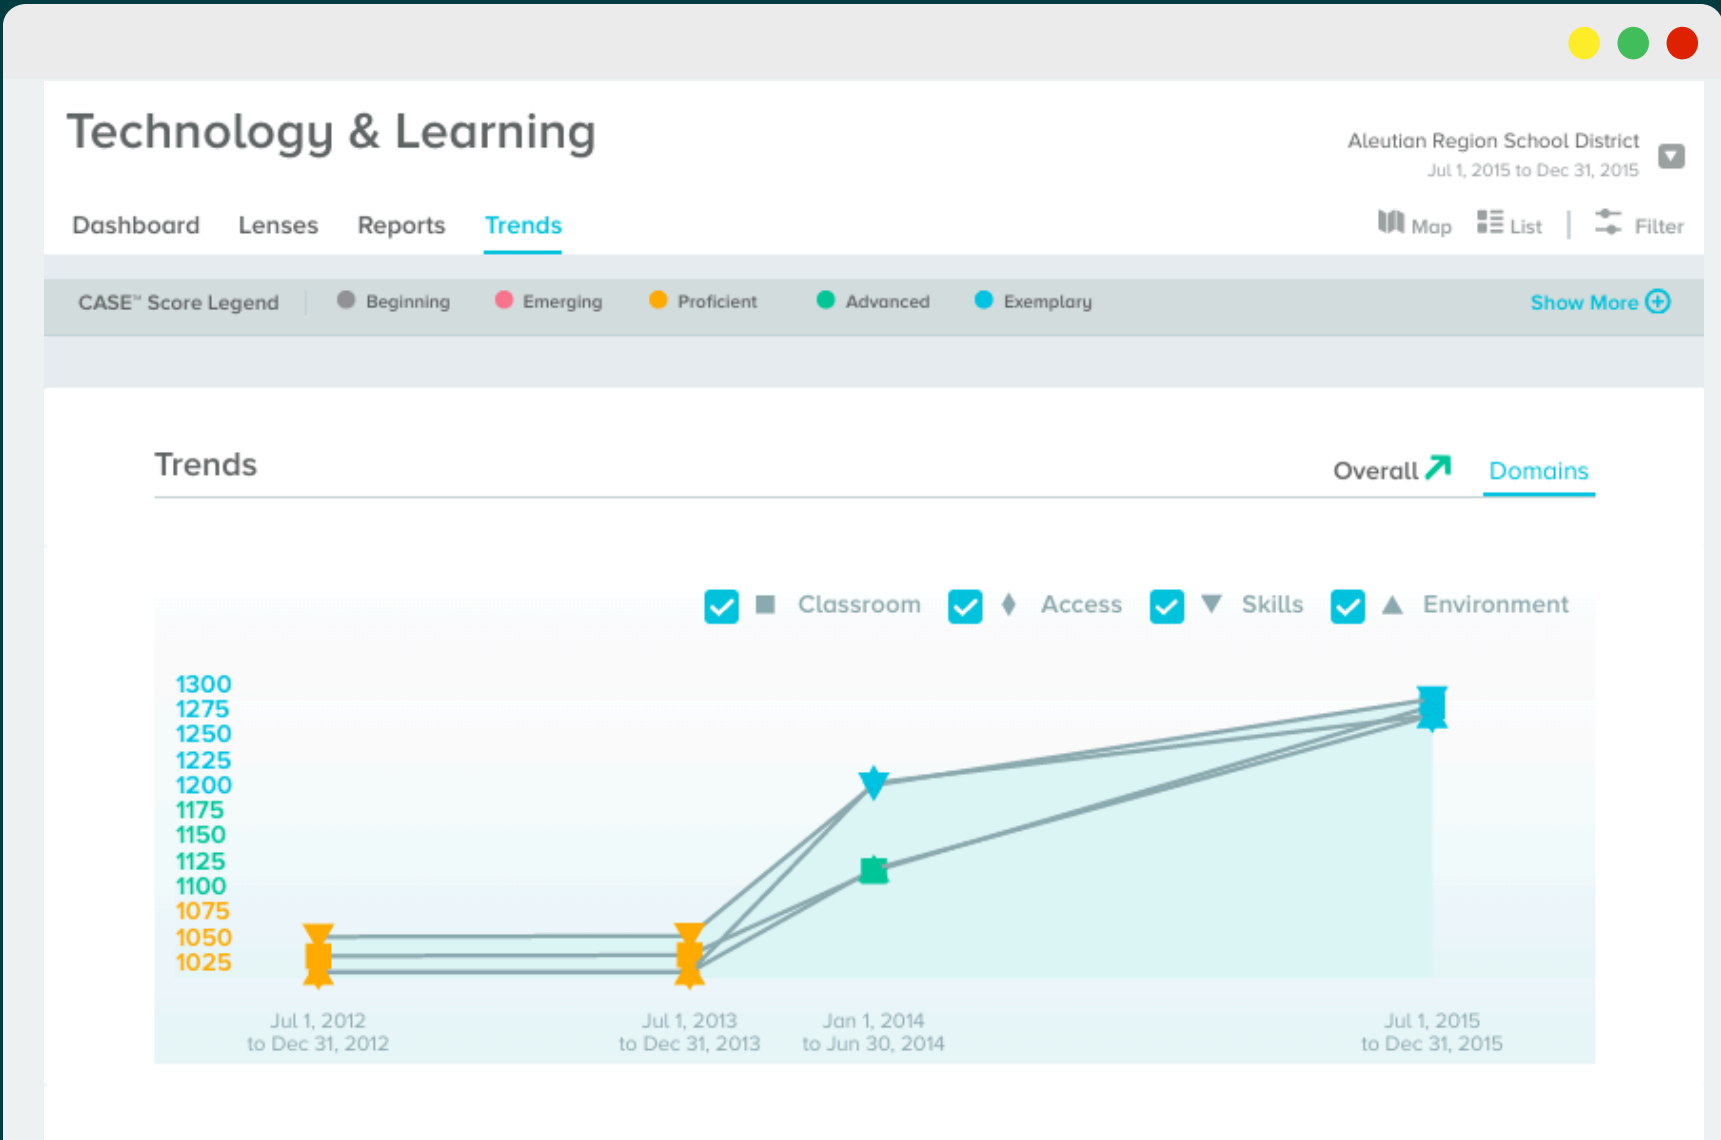 Technology & Learning
Aleutian Region School District
Jul 1, 2015 to Dec 31, 2015
Dashboard Lenses Reports Trends
Map List | Filter
CASE™ Score Legend Beginning Emerging Proficient Advanced Exemplary Show More
Trends
Overall Domains
Classroom Access Skills Environment
1300
1275
1250
1225
1200
1175
1150
1125
1100
1075
1050
1025
Jul 1, 2012 Jul 1, 2013 Jan 1, 2014 Jul 1, 2015
to Dec 31, 2012 to Dec 31, 2013 to Jun 30, 2014 to Dec 31, 2015